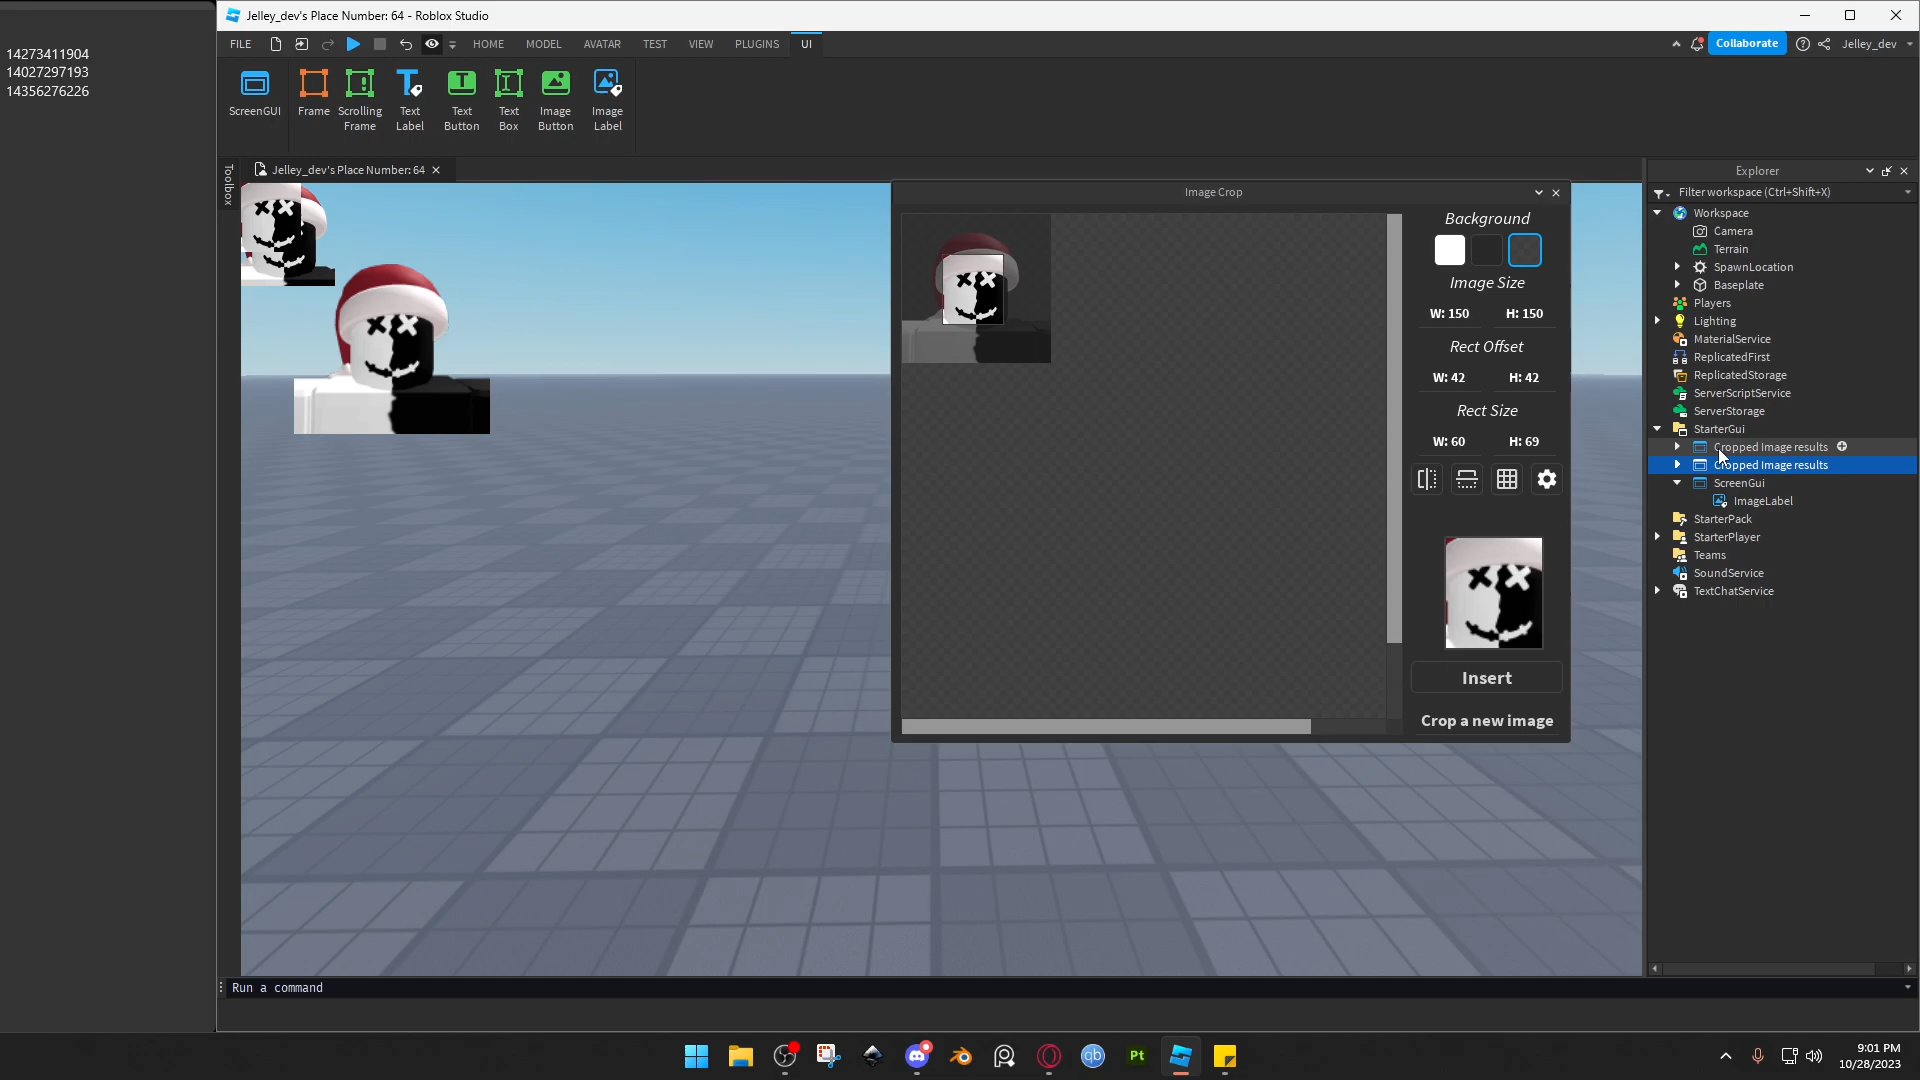 Jelley_dev's Place Number: 64 - Roblox Studio
14273411904
14027297193
14356276226
FILE
HOME
MODEL
AVATAR
TEST
VIEW
PLUGINS
UI
Collaborate
Jelley_dev
ScreenGUI
Frame
Scrolling
Frame
Text
Label
Text
Button
Text
Box
Image
Button
Image
Label
Toolbox
Jelley_dev's Place Number: 64
Image Crop
Background
Image Size
W: 150
H: 150
Rect Offset
W: 42
H: 42
Rect Size
W: 60
H: 69
Insert
Crop a new image
Explorer
Filter workspace (Ctrl+Shift+X)
Workspace
Camera
Terrain
SpawnLocation
Baseplate
Players
Lighting
MaterialService
ReplicatedFirst
ReplicatedStorage
ServerScriptService
ServerStorage
StarterGui
Cropped Image results
Cropped Image results
ScreenGui
ImageLabel
StarterPack
StarterPlayer
Teams
SoundService
TextChatService
Run a command
qb
Pt
9:01 PM
10/28/2023